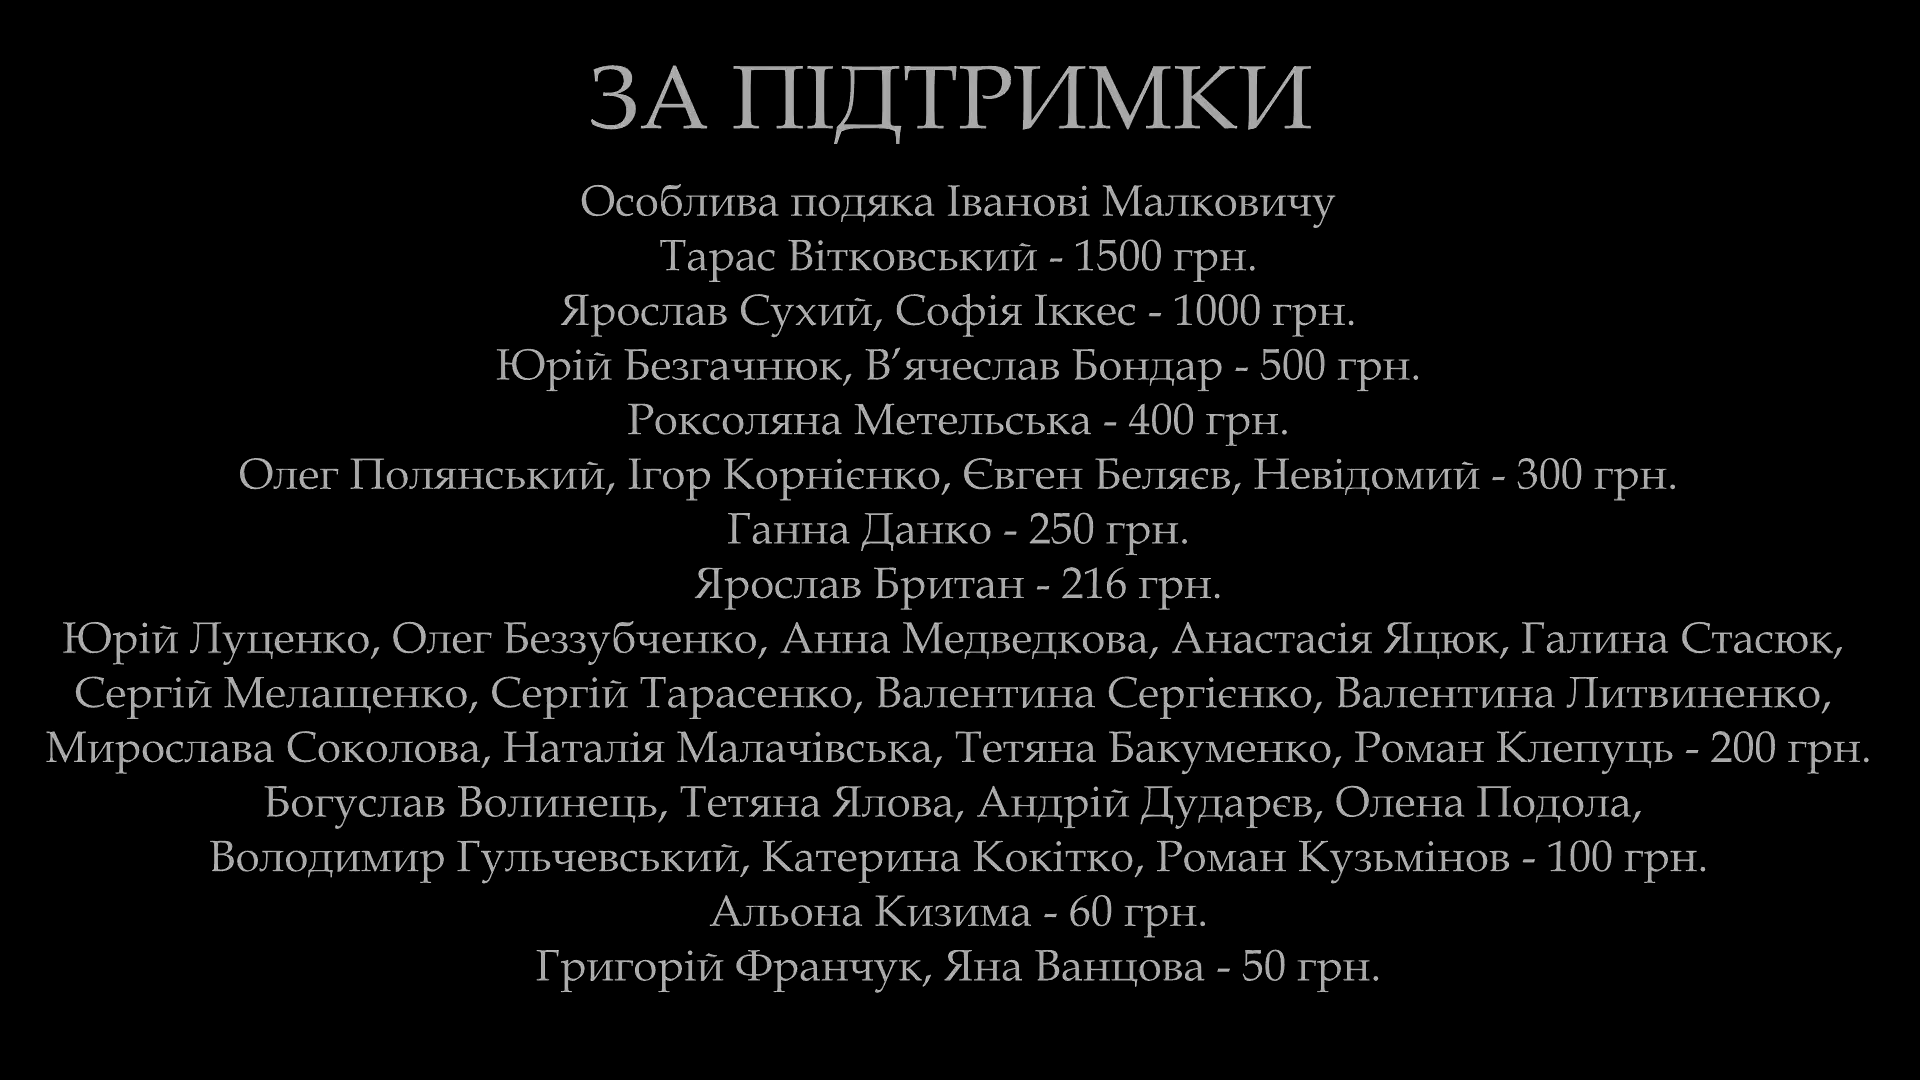 ЗА ПІДТРИМКИ
Особлива подяка Іванові Малковичу
Тарас Вітковський - 1500 грн.
Ярослав Сухий, Софія Іккес - 1000 грн.
Юрій Безгачнюк, В’ячеслав Бондар - 500 грн.
Роксоляна Метельська - 400 грн.
Олег Полянський, Ігор Корнієнко, Євген Беляєв, Невідомий - 300 грн.
Ганна Данко - 250 грн.
Ярослав Британ - 216 грн.
Юрій Луценко, Олег Беззубченко, Анна Медведкова, Анастасія Яцюк, Галина Стасюк,
Сергій Мелащенко, Сергій Тарасенко, Валентина Сергієнко, Валентина Литвиненко,
Мирослава Соколова, Наталія Малачівська, Тетяна Бакуменко, Роман Клепуць - 200 грн.
Богуслав Волинець, Тетяна Ялова, Андрій Дударєв, Олена Подола,
Володимир Гульчевський, Катерина Кокітко, Роман Кузьмінов - 100 грн.
Альона Кизима - 60 грн.
Григорій Франчук, Яна Ванцова - 50 грн.